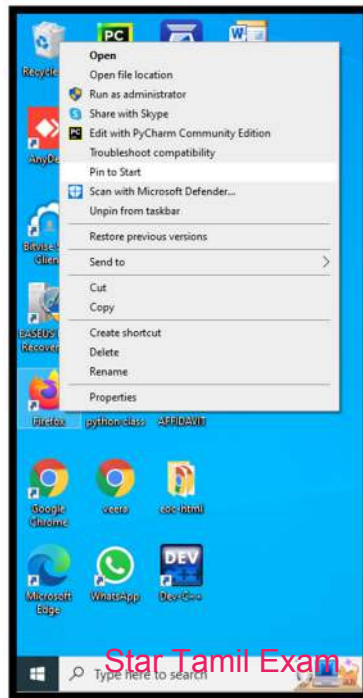 PC
W
Open
Open file location
Run as administrator
Share with Skype
Edit with PyCharm Community Edition
Troubleshoot compatibility
Pin to Start
Scan with Microsoft Defender...
Unpin from taskbar
Restore previous versions
Send to
Cut
Copy
Create shortcut
Delete
Rename
Properties
Firefox python class AFFIDAVIT
Google Chrome
veera
coc-html
DEV
Microsoft Edge
WhatsApp
Dev-C++
Type here to search
Star Tamil Exam